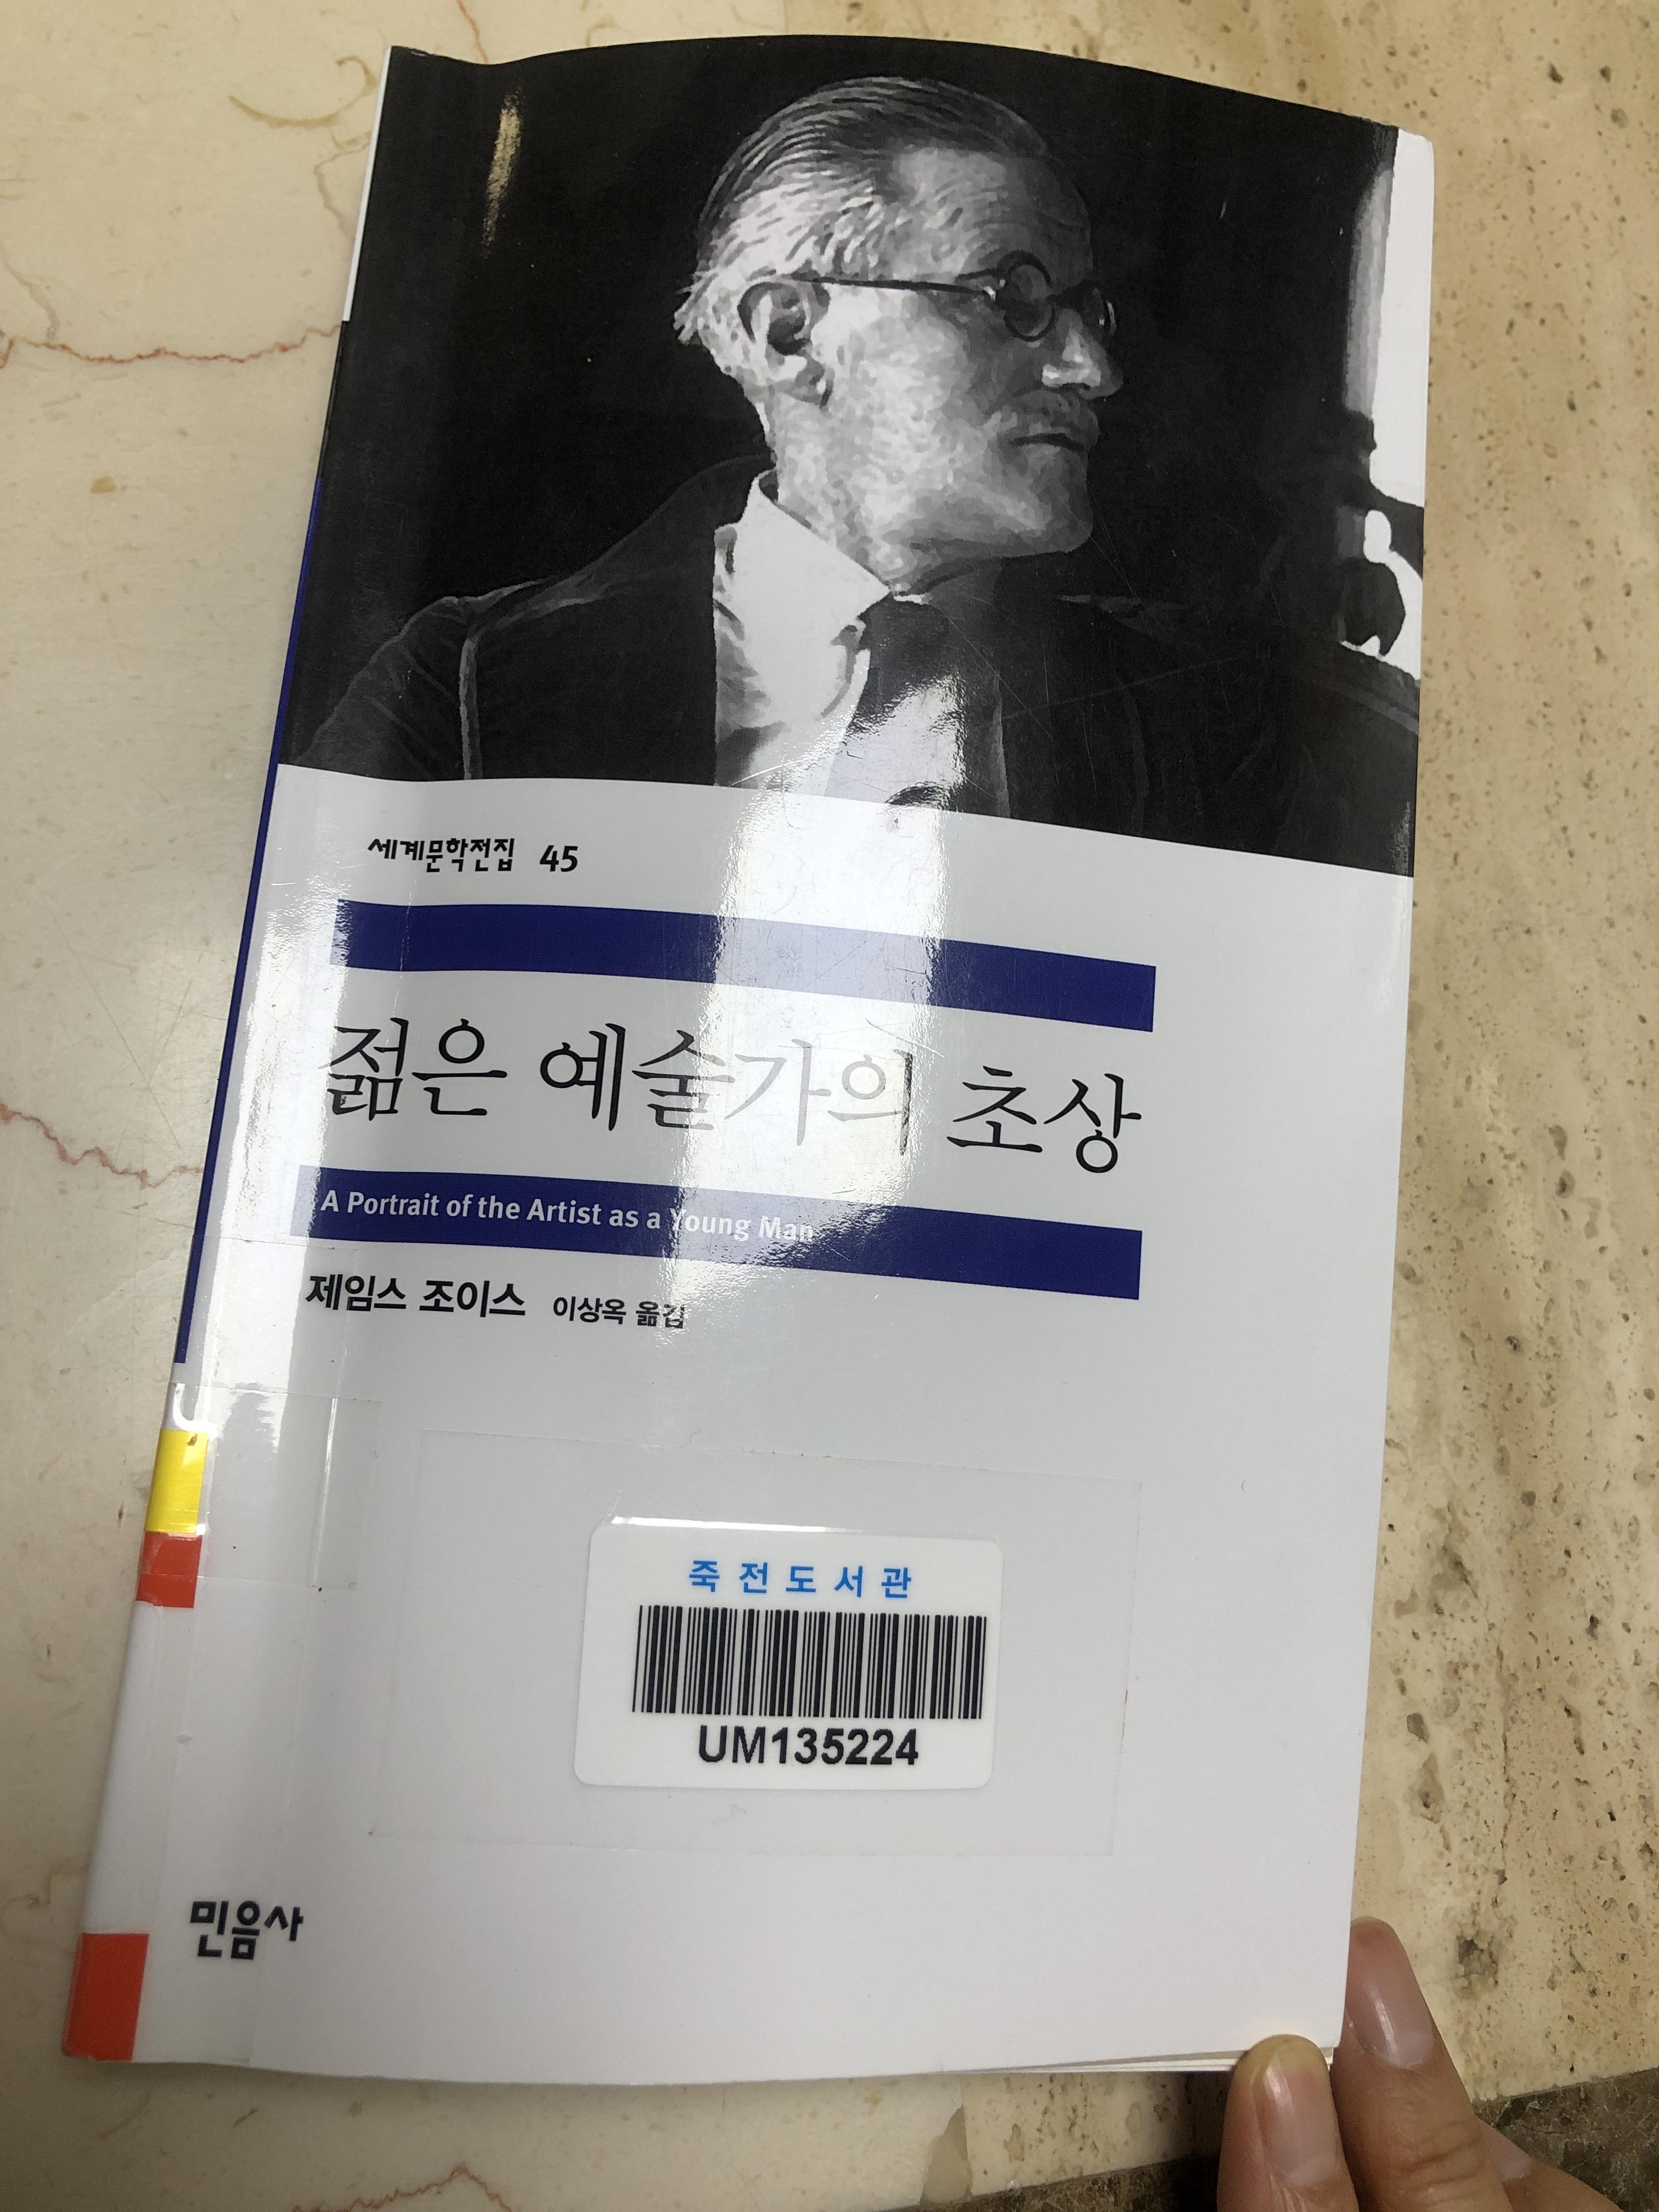 세계문학전집 45
젊은 예술가의 초상
A Portrait of the Artist as a Young Man
제임스 조이스 이상옥 옮김
죽전도서관
UM135224
민음사